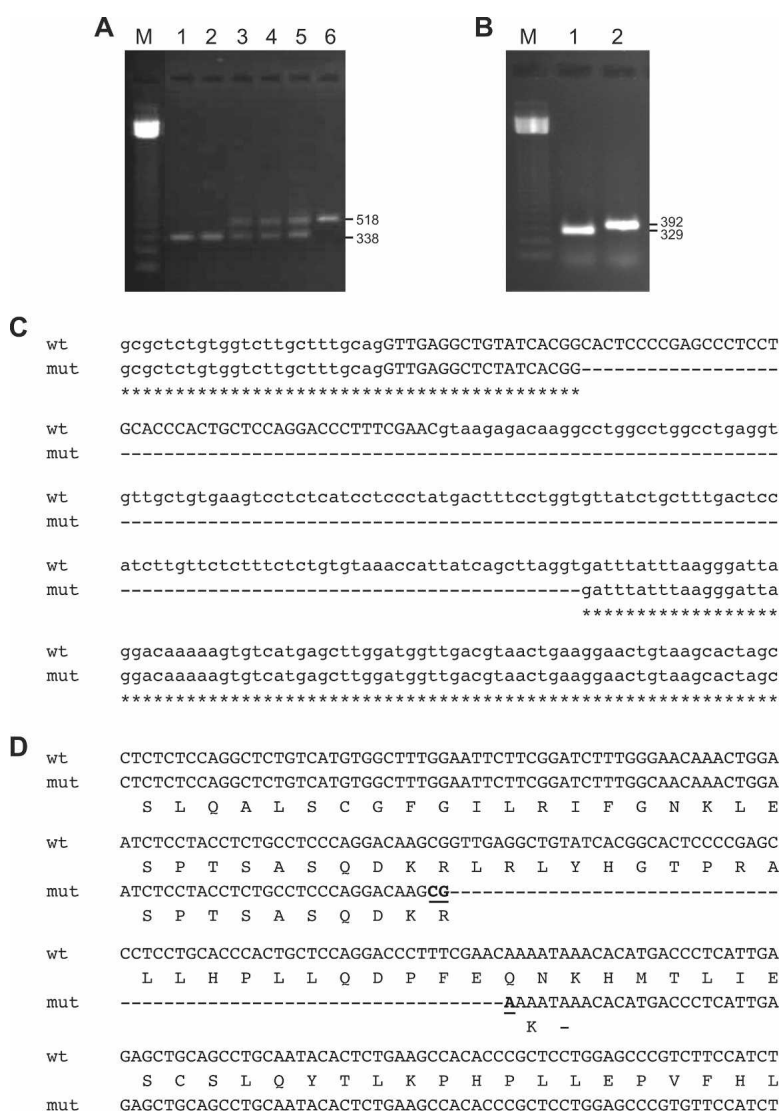 A
M 1 2 3 4 5 6
518
338
B
M 1 2
392
329
C
wt gcgctctgtggtcttgctttgcagGTTGAGGCTGTATCACGGCACTCCCCGAGCCCTCCT
mut gcgctctgtggtcttgctttgcagGTTGAGGCTCTATCACGG------------------
******************************************
wt GCACCCACTGCTCCAGGACCCTTTCGAACgtaagagacaaggcctggcctggcctgaggt
mut ------------------------------------------------------------
wt gttgctgtgaagtcctctcatcctccctatgactttcctggtgttatctgctttgactcc
mut ------------------------------------------------------------
wt atcttgttctctttctctgtgtaaaccattatcagcttaggtgatttatttaagggatta
mut ------------------------------------------gatttatttaagggatta
******************
wt ggacaaaaagtgtcatgagcttggatggttgacgtaactgaaggaactgtaagcactagc
mut ggacaaaaagtgtcatgagcttggatggttgacgtaactgaaggaactgtaagcactagc
************************************************************
D
wt CTCTCTCCAGGCTCTGTCATGTGGCTTTGGAATTCTTCGGATCTTTGGGAACAAACTGGA
mut CTCTCTCCAGGCTCTGTCATGTGGCTTTGGAATTCTTCGGATCTTTGGCAACAAACTGGA
S L Q A L S C G F G I L R I F G N K L E
wt ATCTCCTACCTCTGCCTCCCAGGACAAGCGGTTGAGGCTGTATCACGGCACTCCCCGAGC
S P T S A S Q D K R L R L Y H G T P R A
mut ATCTCCTACCTCTGCCTCCCAGGACAAGCG------------------------------
S P T S A S Q D K R
wt CCTCCTGCACCCACTGCTCCAGGACCCTTTCGAACAAAATAAACACATGACCCTCATTGA
L L H P L L Q D P F E Q N K H M T L I E
mut -----------------------------------AAAATAAACACATGACCCTCATTGA
K –
wt GAGCTGCAGCCTGCAATACACTCTGAAGCCACACCCGCTCCTGGAGCCCGTCTTCCATCT
S C S L Q Y T L K P H P L L E P V F H L
mut GAGCTGCAGCCTGCAATACACTCTGAAGCCACACCCGCTCCTGGAGCCCGTGTTCCATCT